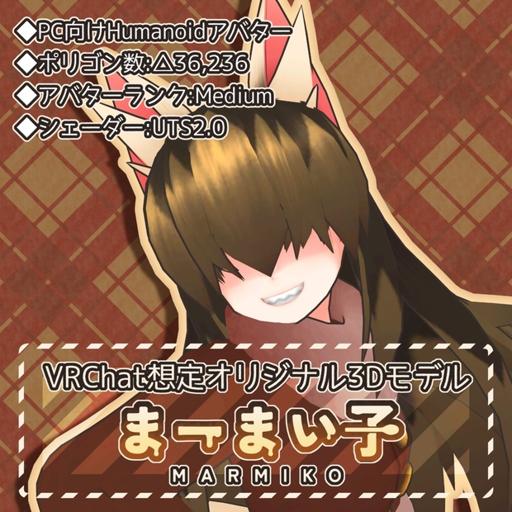 ◆PC向けHumanoidアバター
◆ポリゴン数:△36,236
◆アバターランク:Medium
◆シェーダー:UTS2.0
VRChat想定オリジナル3Dモデル
まーまい子
MARMIKO